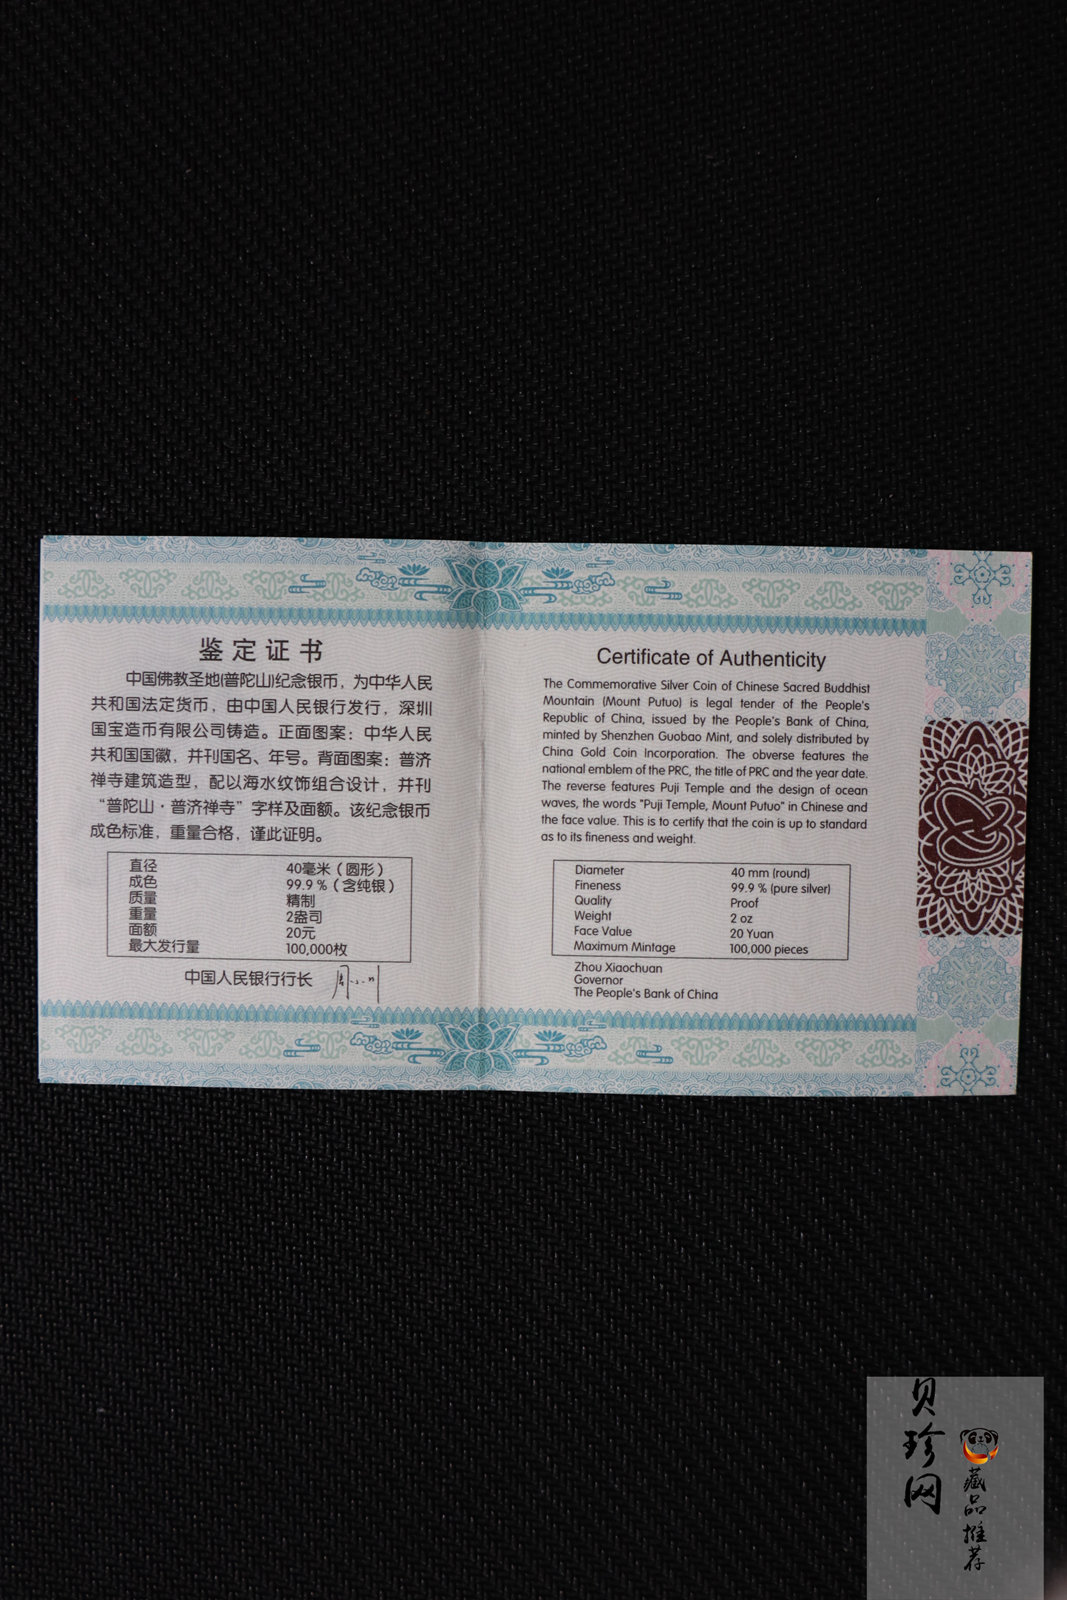 鉴定证书
中国佛教圣地(普陀山)纪念银币，为中华人民
共和国法定货币，由中国人民银行发行，深圳
国宝造币有限公司铸造。正面图案：中华人民
共和国国徽，并刊国名、年号。背面图案：普济
禅寺建筑造型，配以海水纹饰组合设计，并刊
“普陀山·普济禅寺”字样及面额。该纪念银币
成色标准，重量合格，谨此证明。
直径 40毫米（圆形）
成色 99.9％（含纯银）
质量 精制
重量 2盎司
面额 20元
最大发行量 100,000枚
中国人民银行行长
Certificate of Authenticity
The Commemorative Silver Coin of Chinese Sacred Buddhist
Mountain (Mount Putuo) is legal tender of the People's
Republic of China, issued by the People's Bank of China,
minted by Shenzhen Guobao Mint, and solely distributed by
China Gold Coin Incorporation. The obverse features the
national emblem of the PRC, the title of PRC and the year date.
The reverse features Puji Temple and the design of ocean
waves, the words "Puji Temple, Mount Putuo" in Chinese and
the face value. This is to certify that the coin is up to standard
as to its fineness and weight.
Diameter 40 mm (round)
Fineness 99.9 % (pure silver)
Quality Proof
Weight 2 oz
Face Value 20 Yuan
Maximum Mintage 100,000 pieces
Zhou Xiaochuan
Governor
The People's Bank of China
贝珍网
藏品推荐